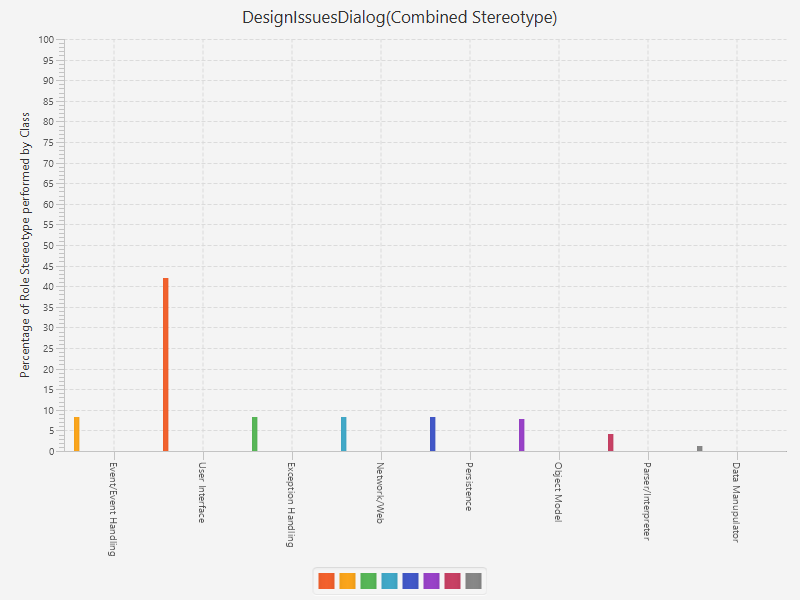 DesignIssuesDialog(Combined Stereotype)
Percentage of Role Stereotype performed by Class
100
95
90
85
80
75
70
65
60
55
50
45
40
35
30
25
20
15
10
5
0
Event/Event Handling
User Interface
Exception Handling
Network/Web
Persistence
Object Model
Parser/Interpreter
Data Manupulator